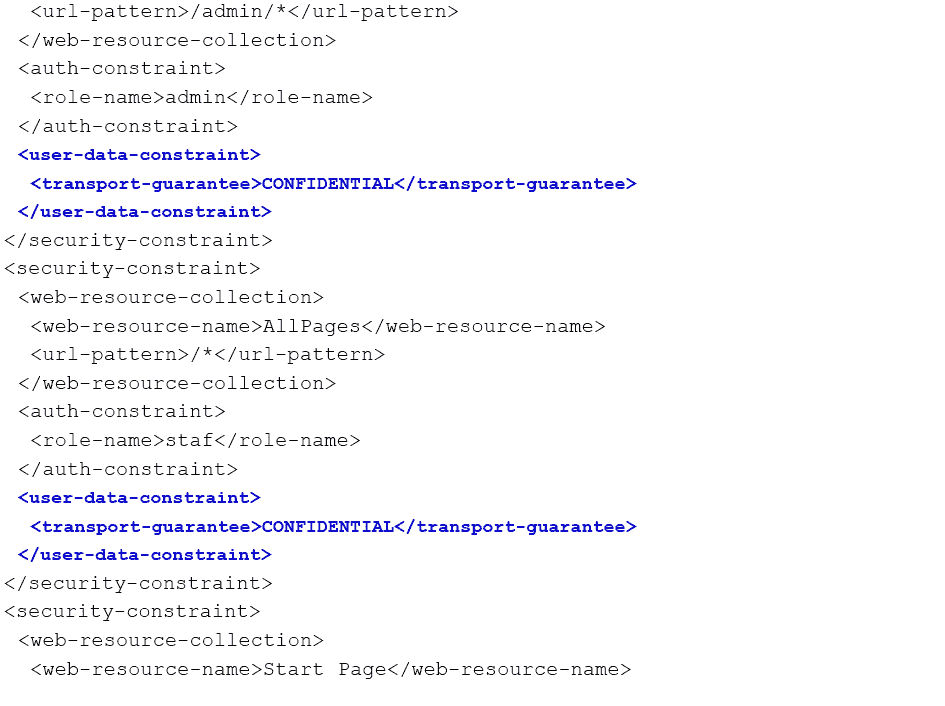 <url-pattern>/admin/*</url-pattern>
</web-resource-collection>
<auth-constraint>
<role-name>admin</role-name>
</auth-constraint>
<user-data-constraint>
<transport-guarantee>CONFIDENTIAL</transport-guarantee>
</user-data-constraint>
</security-constraint>
<security-constraint>
<web-resource-collection>
<web-resource-name>AllPages</web-resource-name>
<url-pattern>/*</url-pattern>
</web-resource-collection>
<auth-constraint>
<role-name>staf</role-name>
</auth-constraint>
<user-data-constraint>
<transport-guarantee>CONFIDENTIAL</transport-guarantee>
</user-data-constraint>
</security-constraint>
<security-constraint>
<web-resource-collection>
<web-resource-name>Start Page</web-resource-name>